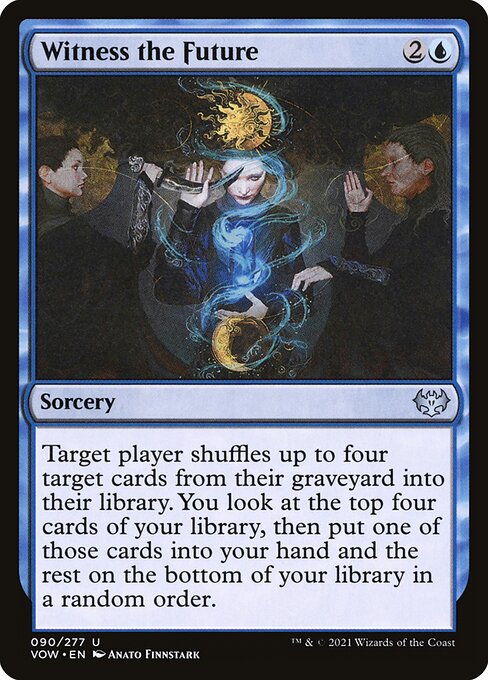 Witness the Future 2
Sorcery
Target player shuffles up to four
target cards from their graveyard into
their library. You look at the top four
cards of your library, then put one of
those cards into your hand and the
rest on the bottom of your library in
a random order.
090/277 U
VOW • EN Anato Finnstark
™ & © 2021 Wizards of the Coast